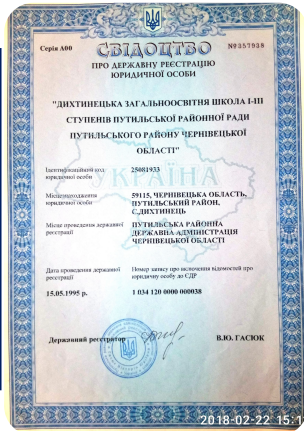 Серія А00
№357938
СВІДОЦТВО
ПРО ДЕРЖАВНУ РЕЄСТРАЦІЮ
ЮРИДИЧНОЇ ОСОБИ
"ДИХТИНЕЦЬКА ЗАГАЛЬНООСВІТНЯ ШКОЛА І-ІІІ
СТУПЕНІВ ПУТИЛЬСЬКОЇ РАЙОННОЇ РАДИ
ПУТИЛЬСЬКОГО РАЙОНУ ЧЕРНІВЕЦЬКОЇ
ОБЛАСТІ"
УКРАЇНА
Ідентифікаційний код
юридичної особи
25081933
Місцезнаходження
юридичної особи
59115, ЧЕРНІВЕЦЬКА ОБЛАСТЬ,
ПУТИЛЬСЬКИЙ РАЙОН,
С.ДИХТИНЕЦЬ
Місце проведення державної
реєстрації
ПУТИЛЬСЬКА РАЙОННА
ДЕРЖАВНА АДМІНІСТРАЦІЯ
ЧЕРНІВЕЦЬКОЇ ОБЛАСТІ
Дата проведення державної
реєстрації
Номер запису про включення відомостей про
юридичну особу до ЄДР
15.05.1995 р.
1 034 120 0000 000038
Державний реєстратор
В.Ю. ГАСЮК
2018-02-22 15:1